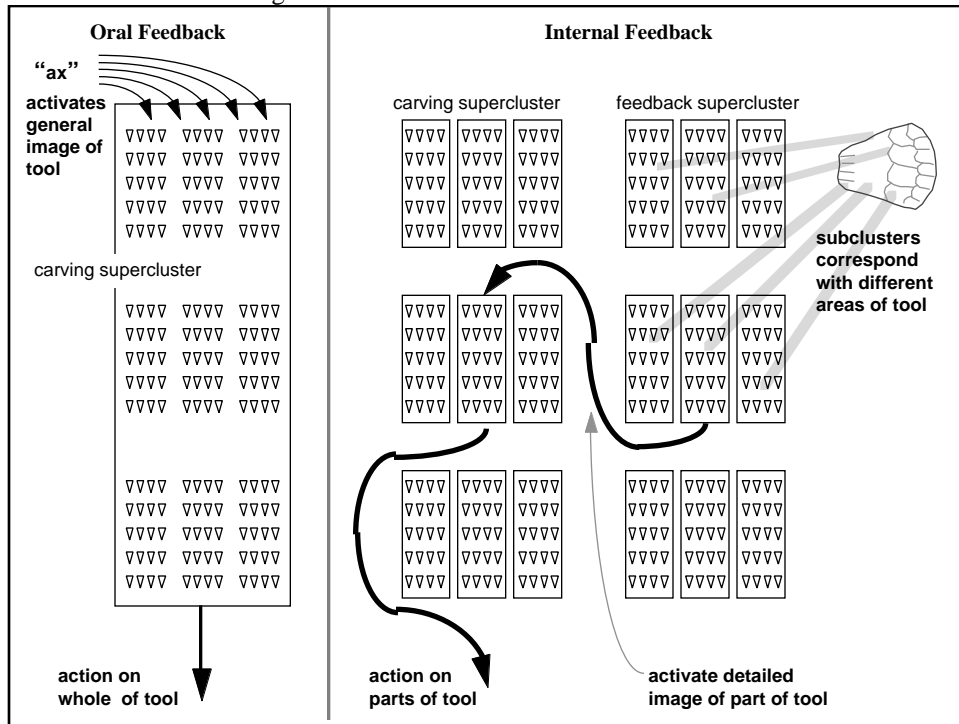 Oral Feedback
“ax”
activates
general
image of
tool
carving supercluster
action on
whole of tool
Internal Feedback
carving supercluster
feedback supercluster
subclusters
correspond
with different
areas of tool
action on
parts of tool
activate detailed
image of part of tool